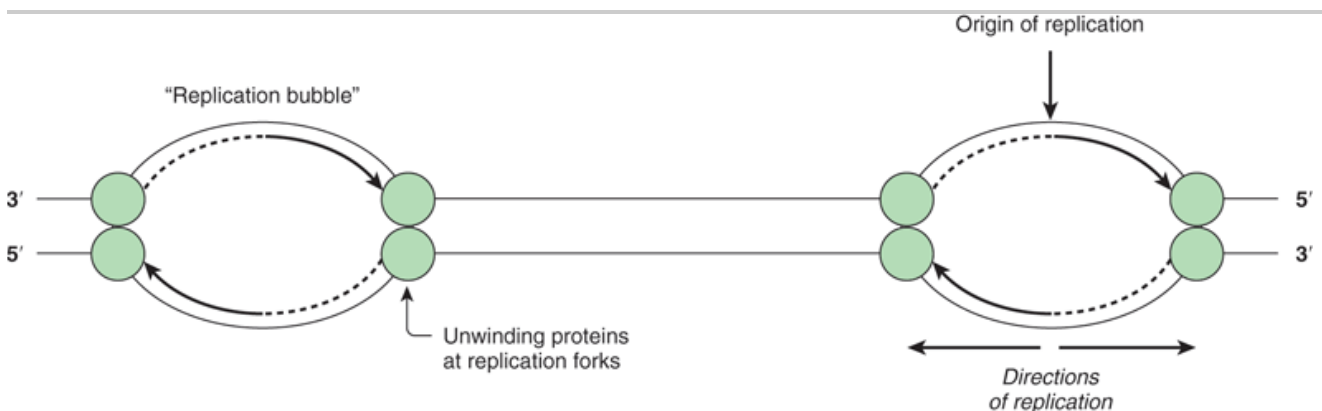 Origin of replication
“Replication bubble”
3′
5′
5′
3′
Unwinding proteins
at replication forks
Directions
of replication